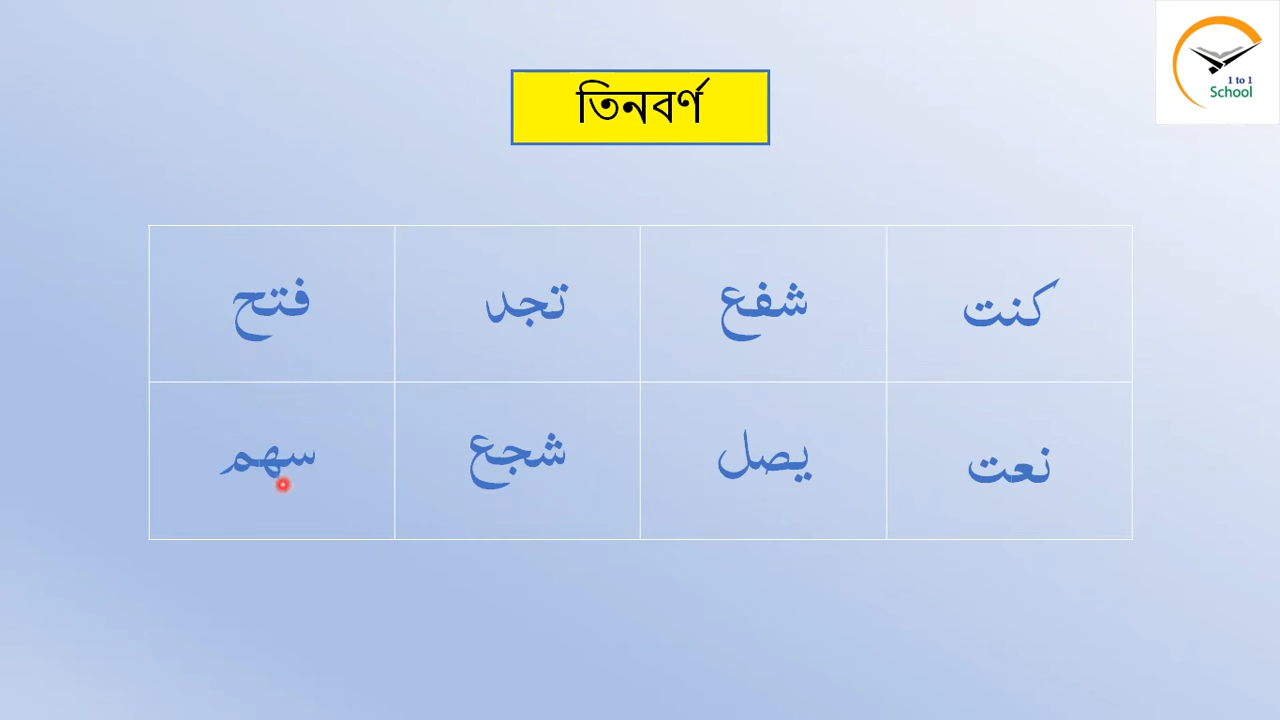 1 to 1
School
তিনবর্ণ
كنت شفع تجد فتح
نعت يصل شجع سهم